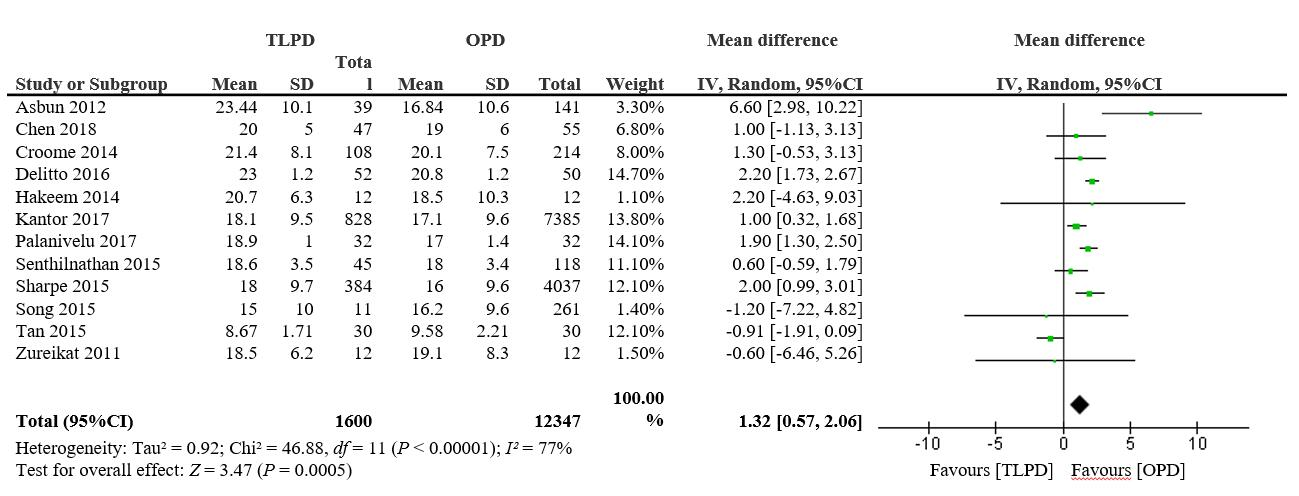 TLPD OPD Mean difference Mean difference
Tota
Study or Subgroup Mean SD l Mean SD Total Weight IV, Random, 95%CI IV, Random, 95%CI
Asbun 2012 23.44 10.1 39 16.84 10.6 141 3.30% 6.60 [2.98, 10.22]
Chen 2018 20 5 47 19 6 55 6.80% 1.00 [-1.13, 3.13]
Croome 2014 21.4 8.1 108 20.1 7.5 214 8.00% 1.30 [-0.53, 3.13]
Delitto 2016 23 1.2 52 20.8 1.2 50 14.70% 2.20 [1.73, 2.67]
Hakeem 2014 20.7 6.3 12 18.5 10.3 12 1.10% 2.20 [-4.63, 9.03]
Kantor 2017 18.1 9.5 828 17.1 9.6 7385 13.80% 1.00 [0.32, 1.68]
Palanivelu 2017 18.9 1 32 17 1.4 32 14.10% 1.90 [1.30, 2.50]
Senthilnathan 2015 18.6 3.5 45 18 3.4 118 11.10% 0.60 [-0.59, 1.79]
Sharpe 2015 18 9.7 384 16 9.6 4037 12.10% 2.00 [0.99, 3.01]
Song 2015 15 10 11 16.2 9.6 261 1.40% -1.20 [-7.22, 4.82]
Tan 2015 8.67 1.71 30 9.58 2.21 30 12.10% -0.91 [-1.91, 0.09]
Zureikat 2011 18.5 6.2 12 19.1 8.3 12 1.50% -0.60 [-6.46, 5.26]
100.00
Total (95%CI) 1600 12347 % 1.32 [0.57, 2.06]
Heterogeneity: Tau² = 0.92; Chi² = 46.88, df = 11 (P < 0.00001); I² = 77%
Test for overall effect: Z = 3.47 (P = 0.0005)
-10 -5 0 5 10
Favours [TLPD] Favours [OPD]